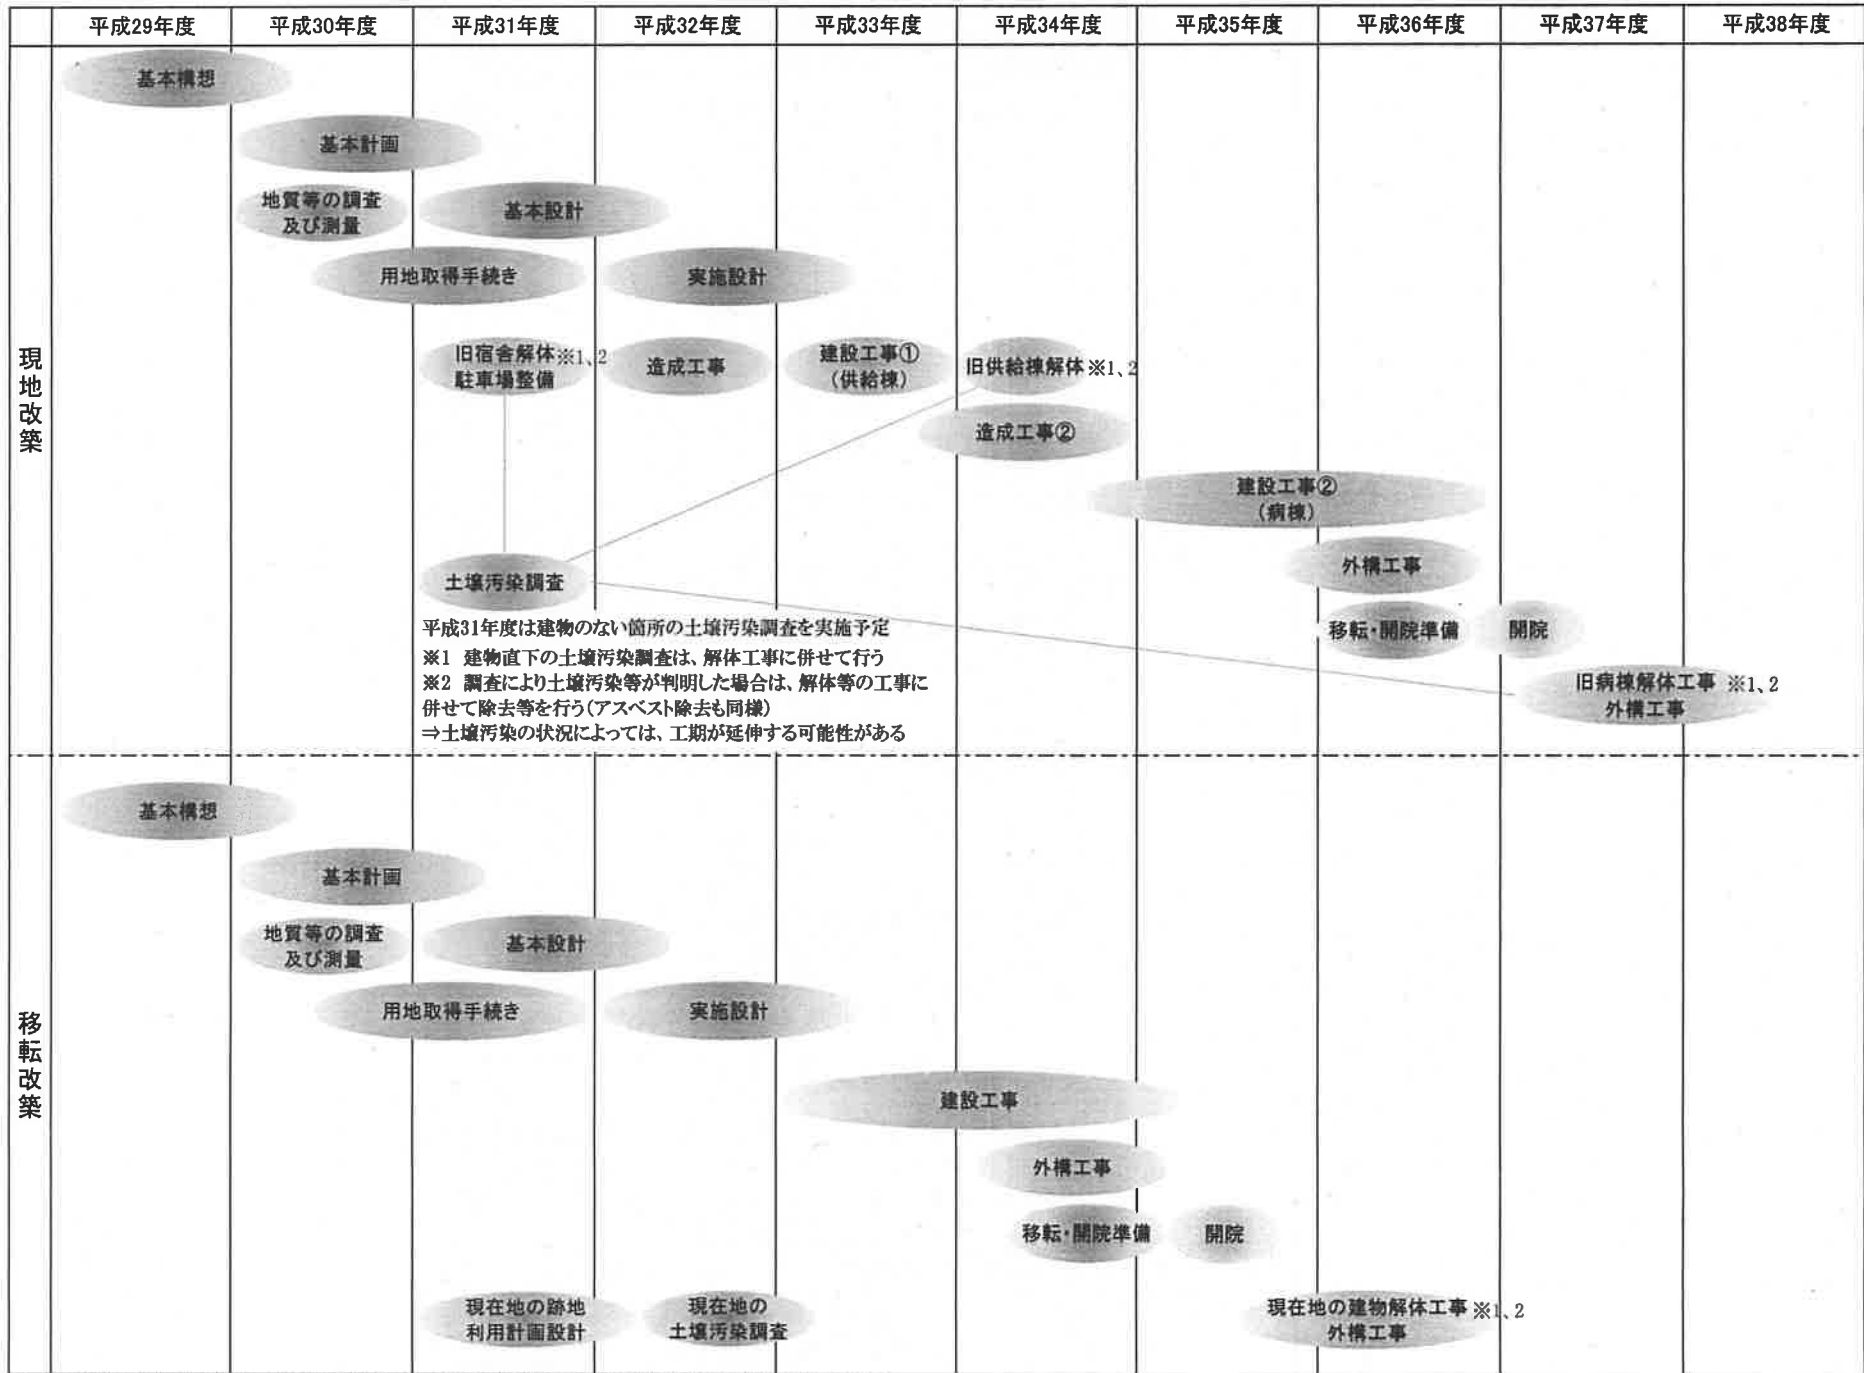 平成29年度
平成30年度
平成31年度
平成32年度
平成33年度
平成34年度
平成35年度
平成36年度
平成37年度
平成38年度
現地改築
基本構想
基本計画
地質等の調査
及び測量
基本設計
用地取得手続き
実施設計
旧宿舎解体※1、2
駐車場整備
造成工事
建設工事①
(供給棟)
旧供給棟解体※1、2
造成工事②
建設工事②
(病棟)
外構工事
土壌汚染調査
移転・開院準備
開院
平成31年度は建物のない箇所の土壌汚染調査を実施予定
※1 建物直下の土壌汚染調査は、解体工事に併せて行う
※2 調査により土壌汚染等が判明した場合は、解体等の工事に
併せて除去等を行う(アスベスト除去も同様)
⇒土壌汚染の状況によっては、工期が延伸する可能性がある
旧病棟解体工事 ※1、2
外構工事
移転改築
基本構想
基本計画
地質等の調査
及び測量
基本設計
用地取得手続き
実施設計
建設工事
外構工事
移転・開院準備
開院
現在地の跡地
利用計画設計
現在地の
土壌汚染調査
現在地の建物解体工事 ※1、2
外構工事